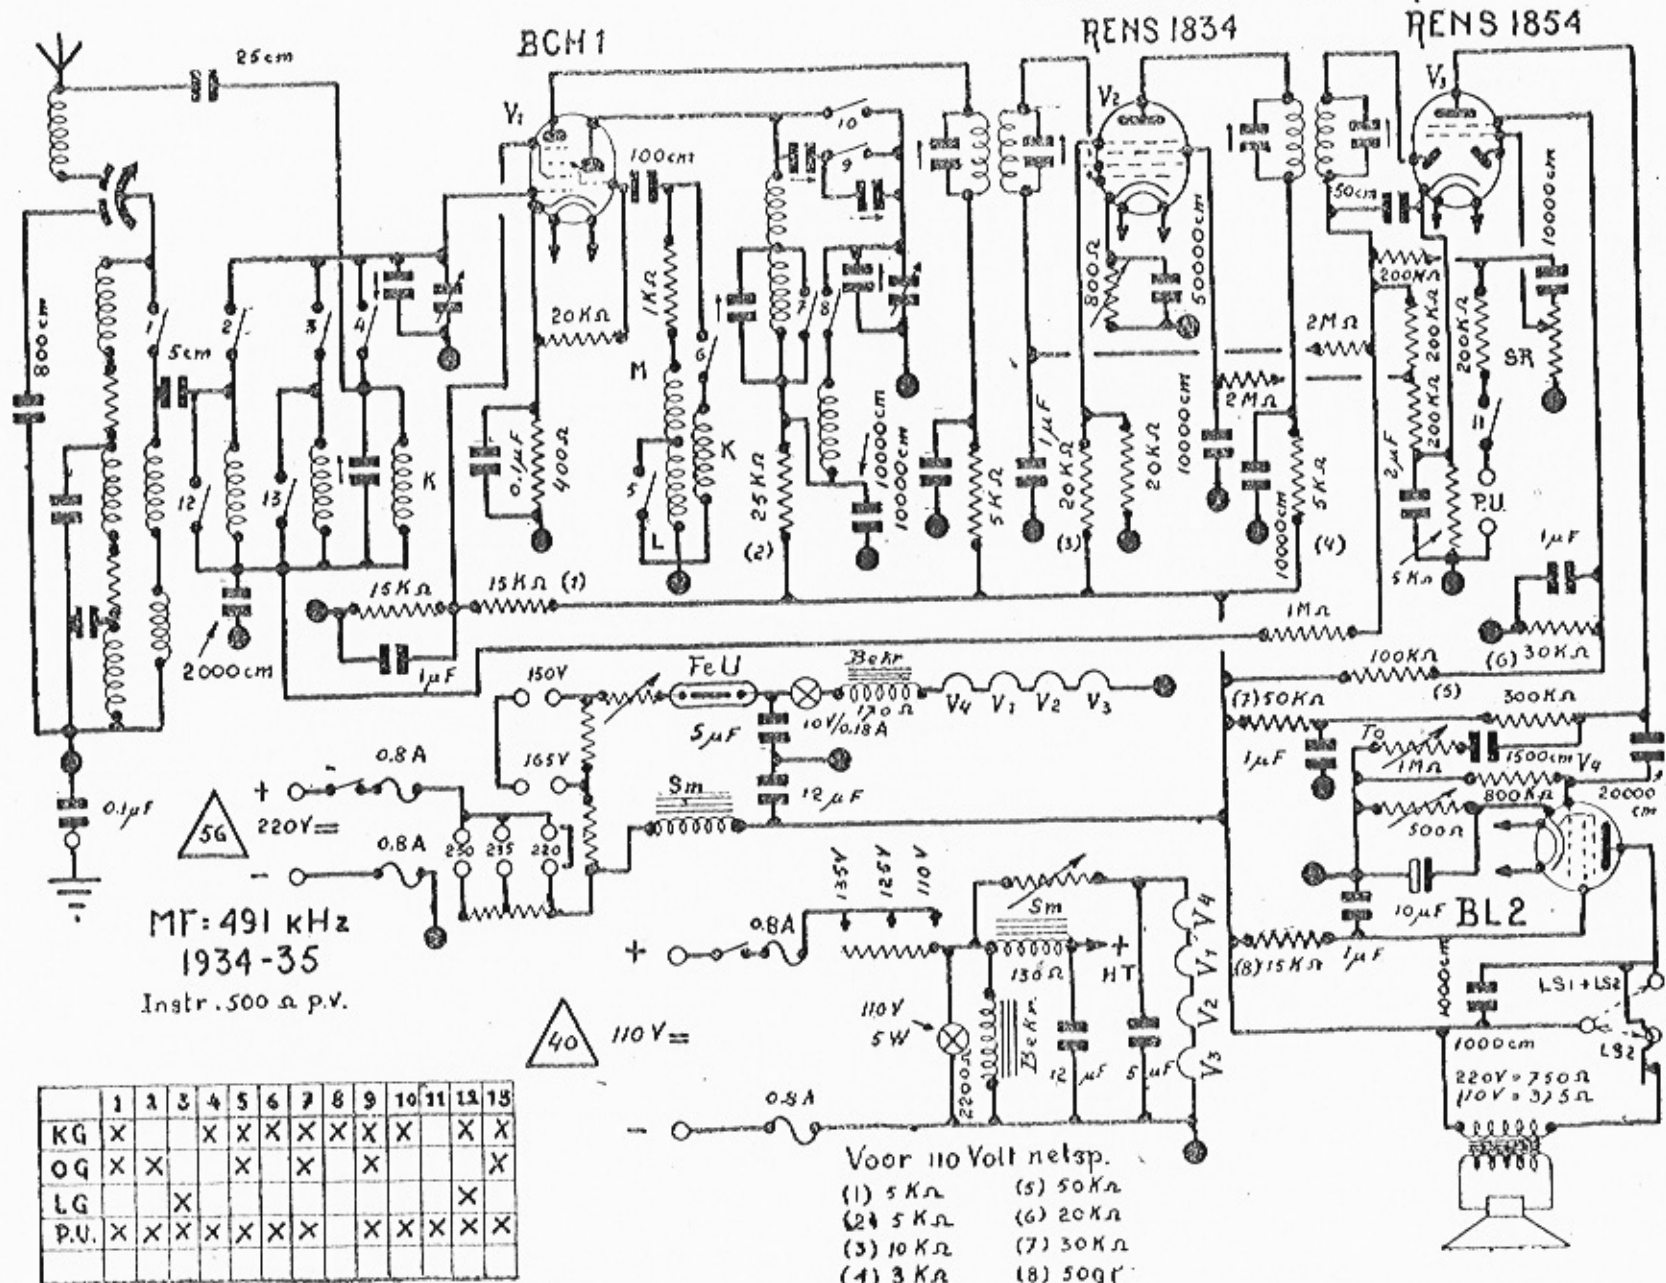 BCH1
RENS 1834
RENS 1854
25cm
V1
V2
V3
100cm
10
9
50cm
10000cm
800cm
1
2
3
4
5cm
20KΩ
1KΩ
6
7
8
800Ω
50000cm
200KΩ
2MΩ
200KΩ
200KΩ
200KΩ
SR
M
K
12
13
K
0.1µF
400Ω
5
L
25KΩ
(2)
10000cm
10000cm
5KΩ
1µF
20KΩ
(3)
20KΩ
2MΩ
10000cm
10000cm
5KΩ
(4)
2µF
11
P.U.
5KΩ
1µF
15KΩ
15KΩ (1)
2000cm
1µF
1MΩ
(6) 30KΩ
100KΩ
(5)
150V
FeU
Bekr
170Ω
V4 V1 V2 V3
(7) 50KΩ
300KΩ
5µF
10V/0.18A
To
1MΩ
1500cm
V4
165V
Sm
12µF
1µF
800KΩ
20000cm
500Ω
0.1µF
56
+
0.8A
220V=
-
0.8A
250 235 220
10µF
BL2
1µF
(8) 15KΩ
MF: 491 KHz
1934-35
Instr. 500 Ω p.V.
135V 125V 110V
+
0.8A
Sm
130Ω
+
HT
V4 V1 V2 V3
40
110V=
110V
5W
2200Ω
Bekr.
12µF
5µF
-
0.8A
1000cm
LS1+LS2
1000cm
LS2
220V=750Ω
110V=375Ω
1 2 3 4 5 6 7 8 9 10 11 12 13
KG X X X X X X X X X X
OG X X X X X X
LG X X
P.U. X X X X X X X X X X X X
Voor 110 Volt netsp.
(1) 5KΩ (5) 50KΩ
(2) 5KΩ (6) 20KΩ
(3) 10KΩ (7) 30KΩ
(4) 3KΩ (8)